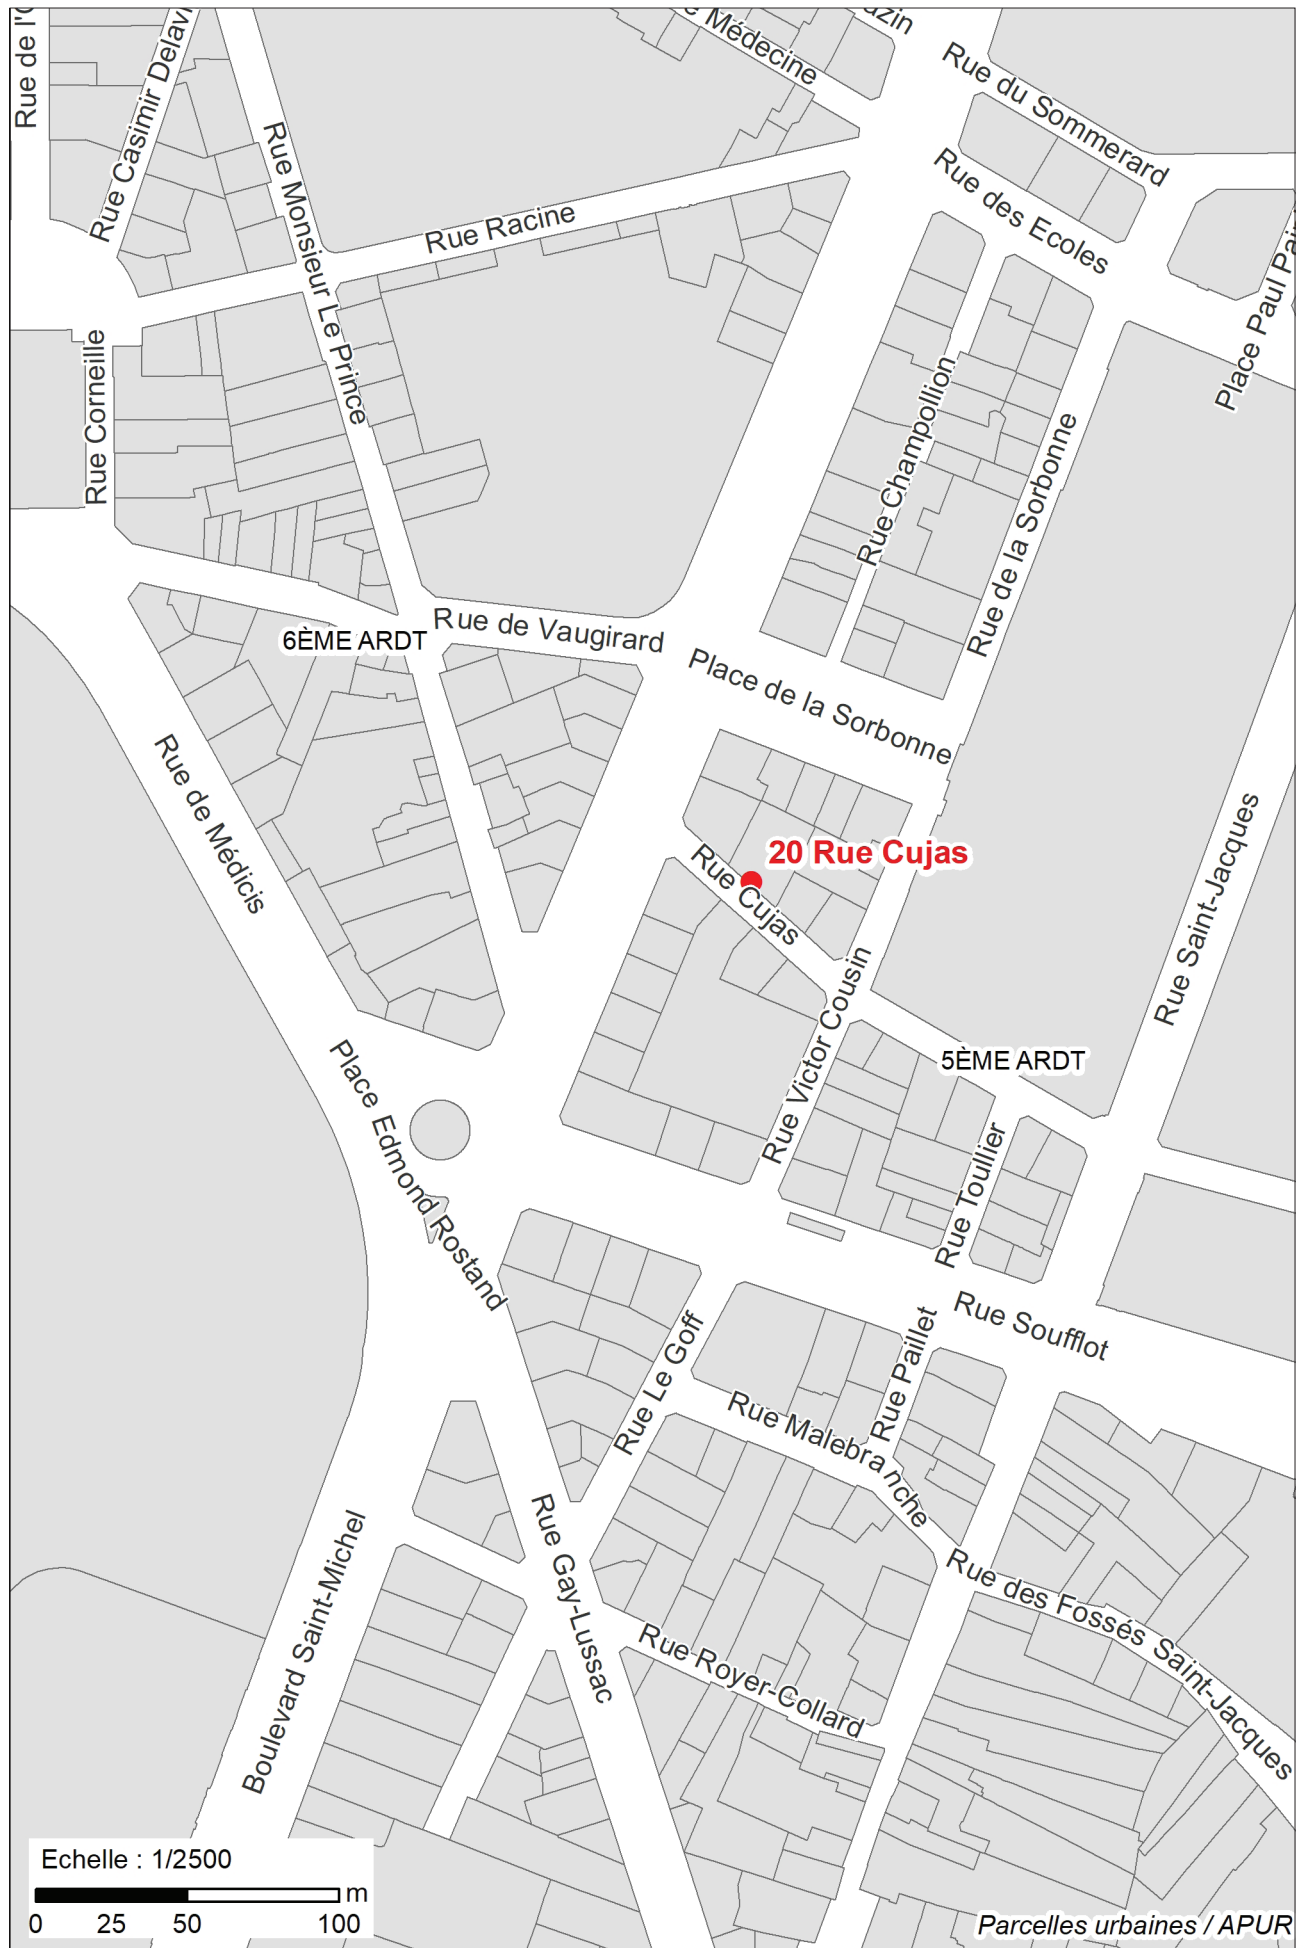 Rue de l'
Rue Casimir Delavi
Médecine
Rue du Sommerard
Rue des Ecoles
Rue Monsieur Le Prince
Rue Racine
Place Paul Pain
Rue Corneille
Rue Champollion
Rue de la Sorbonne
Rue de Vaugirard
6ÈME ARDT
Place de la Sorbonne
Rue de Médicis
20 Rue Cujas
Rue Cujas
Rue Saint-Jacques
Rue Victor Cousin
5ÈME ARDT
Place Edmond Rostand
Rue Toullier
Rue Soufflot
Rue Le Goff
Rue Paillet
Rue Malebranche
Boulevard Saint-Michel
Rue Gay-Lussac
Rue des Fossés Saint-Jacques
Rue Royer-Collard
Echelle : 1/2500
m
0 25 50 100
Parcelles urbaines / APUR